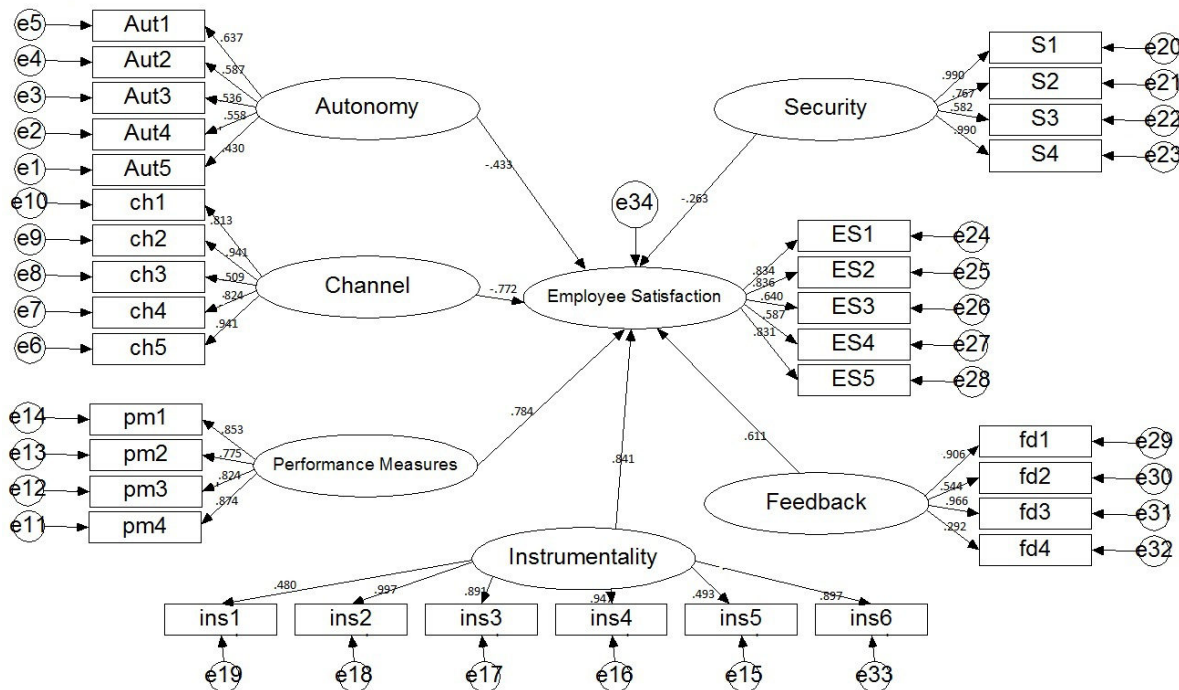 e5 Aut1
.637
e4 Aut2
.587
e3 Aut3
.536
e2 Aut4
.558
e1 Aut5
.430
Autonomy
-.433
e10 ch1
.813
e9 ch2
.941
e8 ch3
.509
e7 ch4
.824
e6 ch5
.941
Channel
-.772
e14 pm1
.853
e13 pm2
.775
e12 pm3
.824
e11 pm4
.874
Performance Measures
.784
Security
-.263
.990
S1 e20
.767
S2 e21
.582
S3 e22
.990
S4 e23
e34
Employee Satisfaction
.834
ES1 e24
.836
ES2 e25
.640
ES3 e26
.587
ES4 e27
.831
ES5 e28
.611
Feedback
.906
fd1 e29
.544
fd2 e30
.966
fd3 e31
.292
fd4 e32
.841
Instrumentality
.480
.997
.891
.947
.493
.897
ins1 ins2 ins3 ins4 ins5 ins6
e19 e18 e17 e16 e15 e33